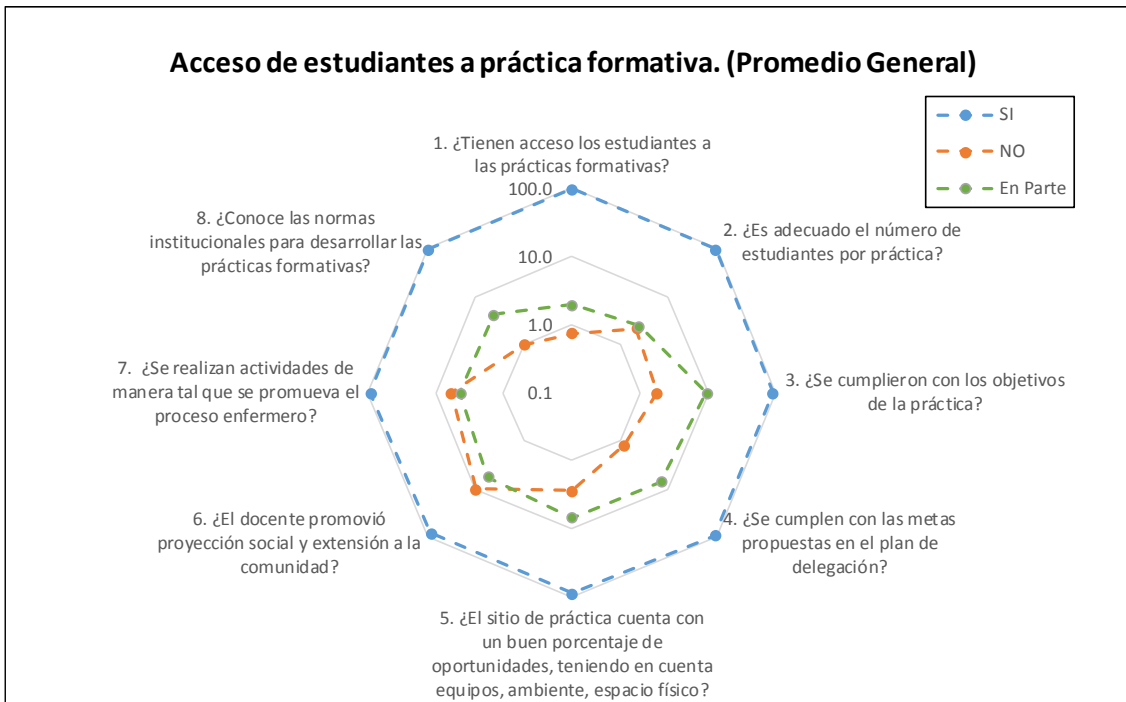 Acceso de estudiantes a práctica formativa. (Promedio General)
SI
NO
En Parte
1. ¿Tienen acceso los estudiantes a
las prácticas formativas?
100.0
10.0
1.0
0.1
2. ¿Es adecuado el número de
estudiantes por práctica?
3. ¿Se cumplieron con los objetivos
de la práctica?
4. ¿Se cumplen con las metas
propuestas en el plan de
delegación?
5. ¿El sitio de práctica cuenta con
un buen porcentaje de
oportunidades, teniendo en cuenta
equipos, ambiente, espacio físico?
6. ¿El docente promovió
proyección social y extensión a la
comunidad?
7. ¿Se realizan actividades de
manera tal que se promueva el
proceso enfermero?
8. ¿Conoce las normas
institucionales para desarrollar las
prácticas formativas?